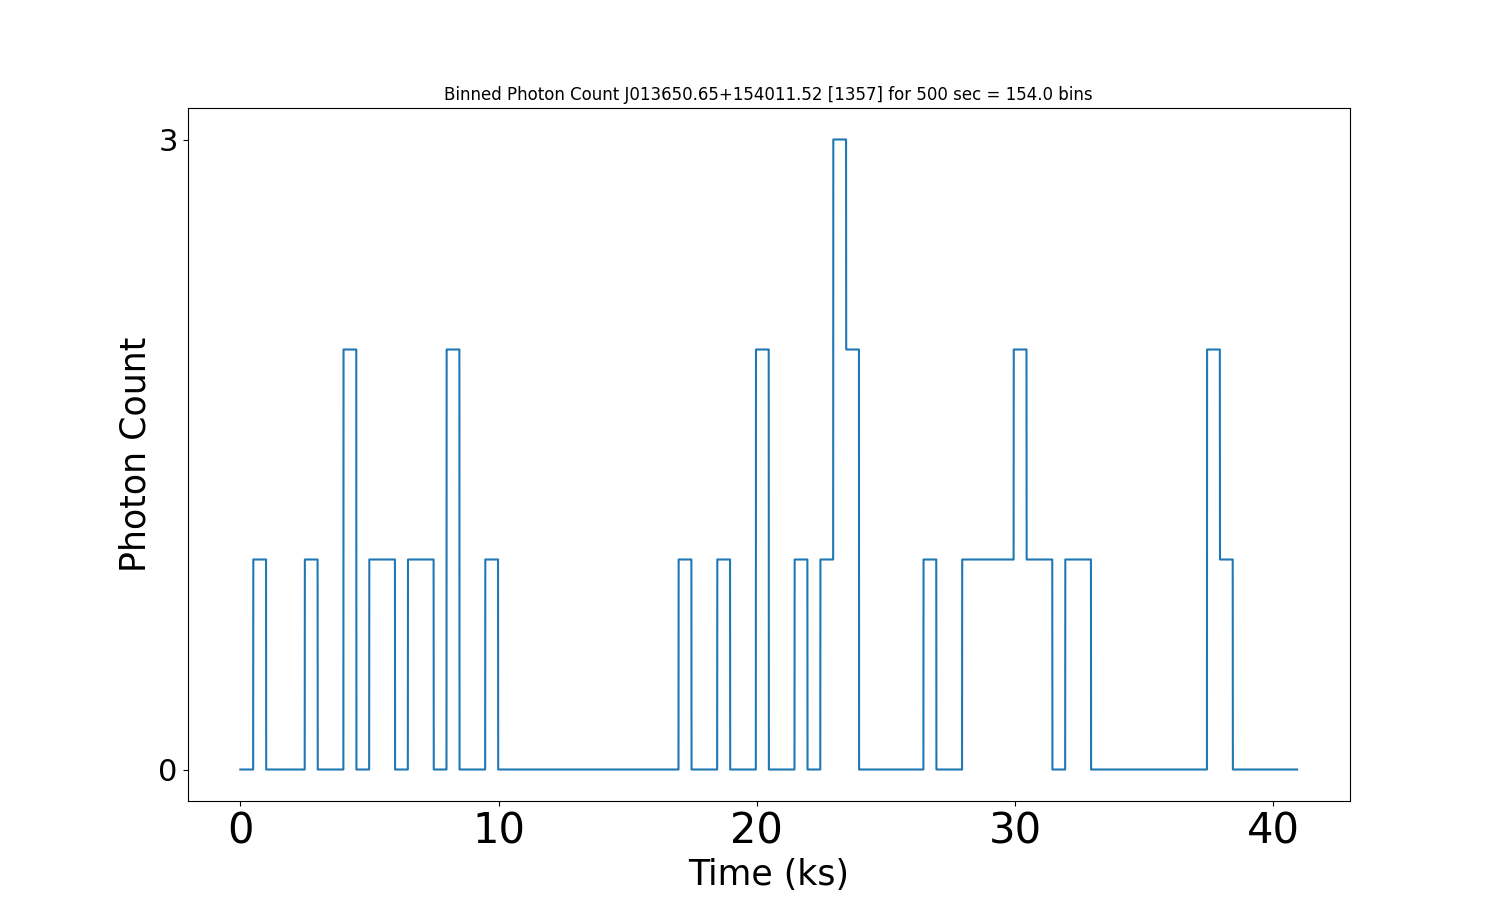 Binned Photon Count J013650.65+154011.52 [1357] for 500 sec = 154.0 bins
3
Photon Count
0
0 10 20 30 40
Time (ks)